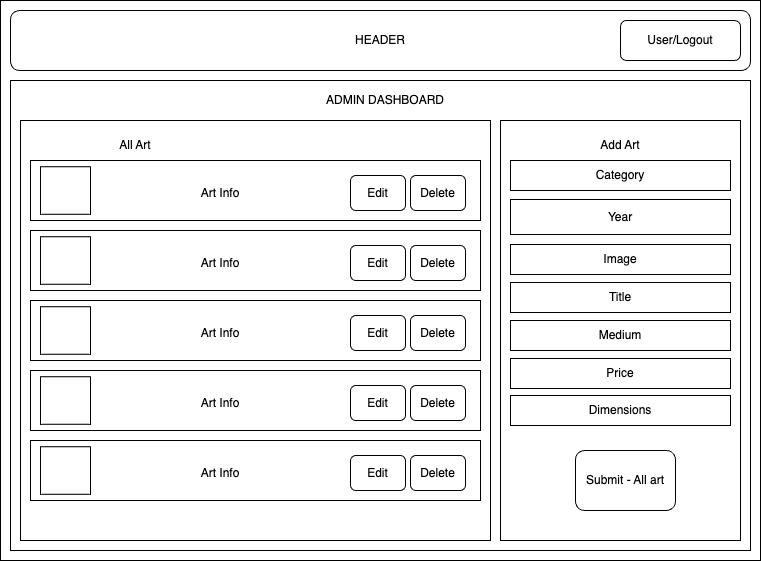 HEADER
User/Logout
ADMIN DASHBOARD
All Art
Art Info
Edit
Delete
Art Info
Edit
Delete
Art Info
Edit
Delete
Art Info
Edit
Delete
Art Info
Edit
Delete
Add Art
Category
Year
Image
Title
Medium
Price
Dimensions
Submit - All art